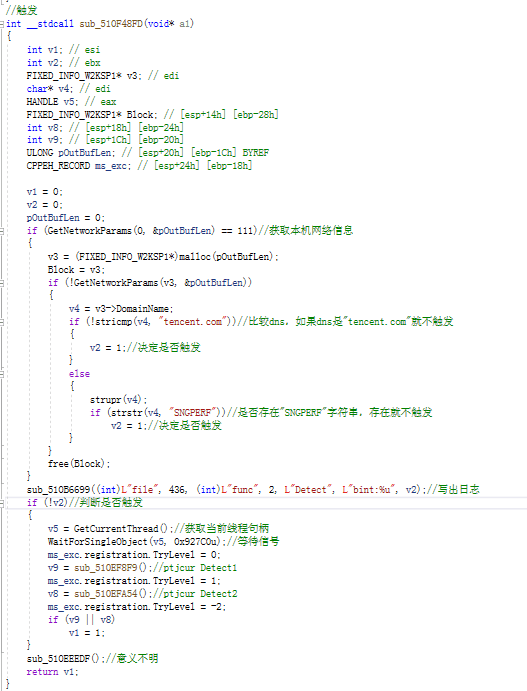 //触发
int __stdcall sub_510F48FD(void* a1)
{
int v1; // esi
int v2; // ebx
FIXED_INFO_W2KSP1* v3; // edi
char* v4; // edi
HANDLE v5; // eax
FIXED_INFO_W2KSP1* Block; // [esp+14h] [ebp-28h]
int v8; // [esp+18h] [ebp-24h]
int v9; // [esp+1Ch] [ebp-20h]
ULONG pOutBufLen; // [esp+20h] [ebp-1Ch] BYREF
CPPEH_RECORD ms_exc; // [esp+24h] [ebp-18h]
v1 = 0;
v2 = 0;
pOutBufLen = 0;
if (GetNetworkParams(0, &pOutBufLen) == 111)//获取本机网络信息
{
v3 = (FIXED_INFO_W2KSP1*)malloc(pOutBufLen);
Block = v3;
if (!GetNetworkParams(v3, &pOutBufLen))
{
v4 = v3->DomainName;
if (!stricmp(v4, "tencent.com"))//比较dns，如果dns是"tencent.com"就不触发
{
v2 = 1;//决定是否触发
}
else
{
strupr(v4);
if (strstr(v4, "SNGPERF"))//是否存在"SNGPERF"字符串，存在就不触发
v2 = 1;//决定是否触发
}
}
free(Block);
}
sub_510B6699((int)L"file", 436, (int)L"func", 2, L"Detect", L"bint:%u", v2);//写出日志
if (!v2)//判断是否触发
{
v5 = GetCurrentThread();//获取当前线程句柄
WaitForSingleObject(v5, 0x927C0u);//等待信号
ms_exc.registration.TryLevel = 0;
v9 = sub_510EF8F9();//ptjcur Detect1
ms_exc.registration.TryLevel = 1;
v8 = sub_510EFA54();//ptjcur Detect2
ms_exc.registration.TryLevel = -2;
if (v9 || v8)
v1 = 1;
}
sub_510EEEDF();//意义不明
return v1;
}